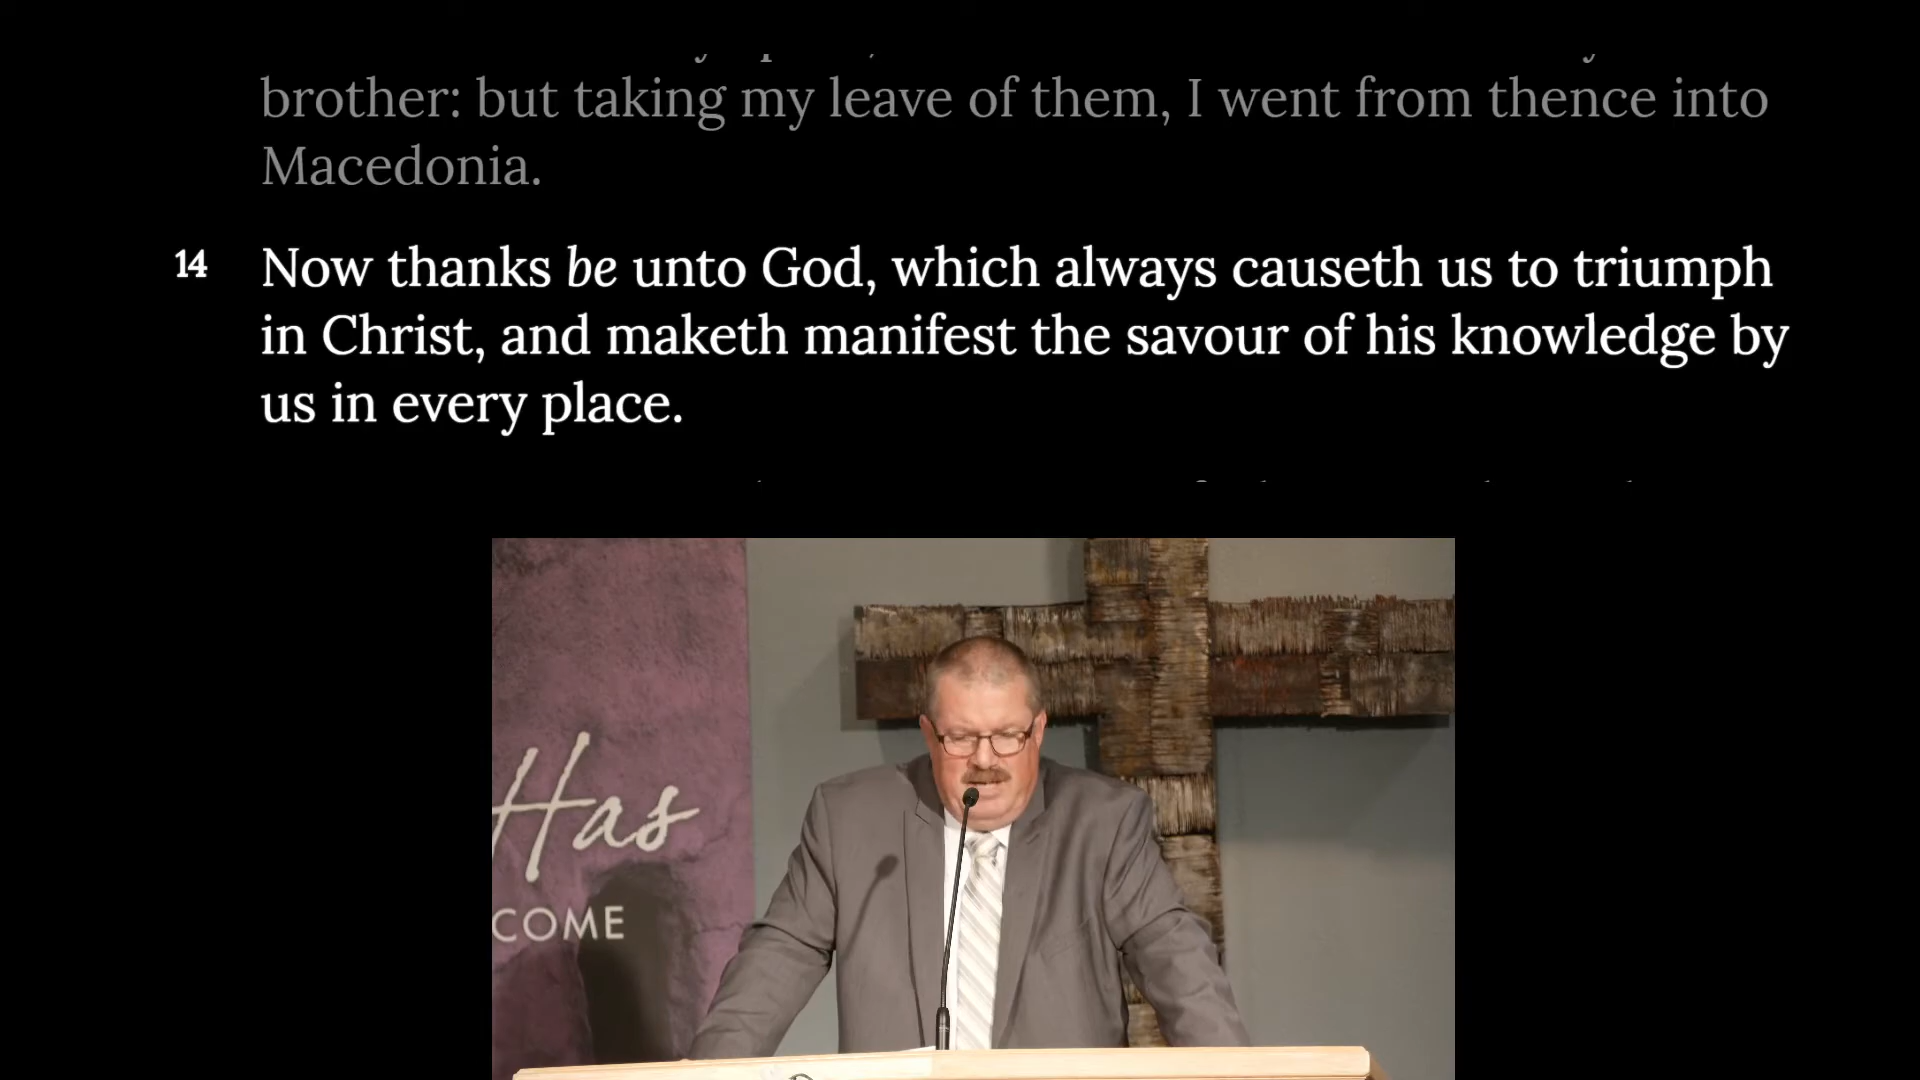 brother: but taking my leave of them, I went from thence into
Macedonia.
14 Now thanks be unto God, which always causeth us to triumph
in Christ, and maketh manifest the savour of his knowledge by
us in every place.
Has
COME